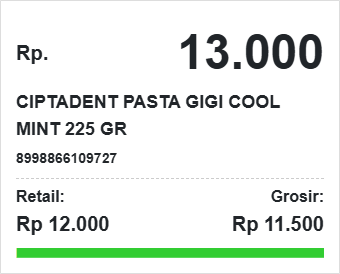 Rp. 13.000
CIPTADENT PASTA GIGI COOL
MINT 225 GR
8998866109727
Retail: Grosir:
Rp 12.000 Rp 11.500